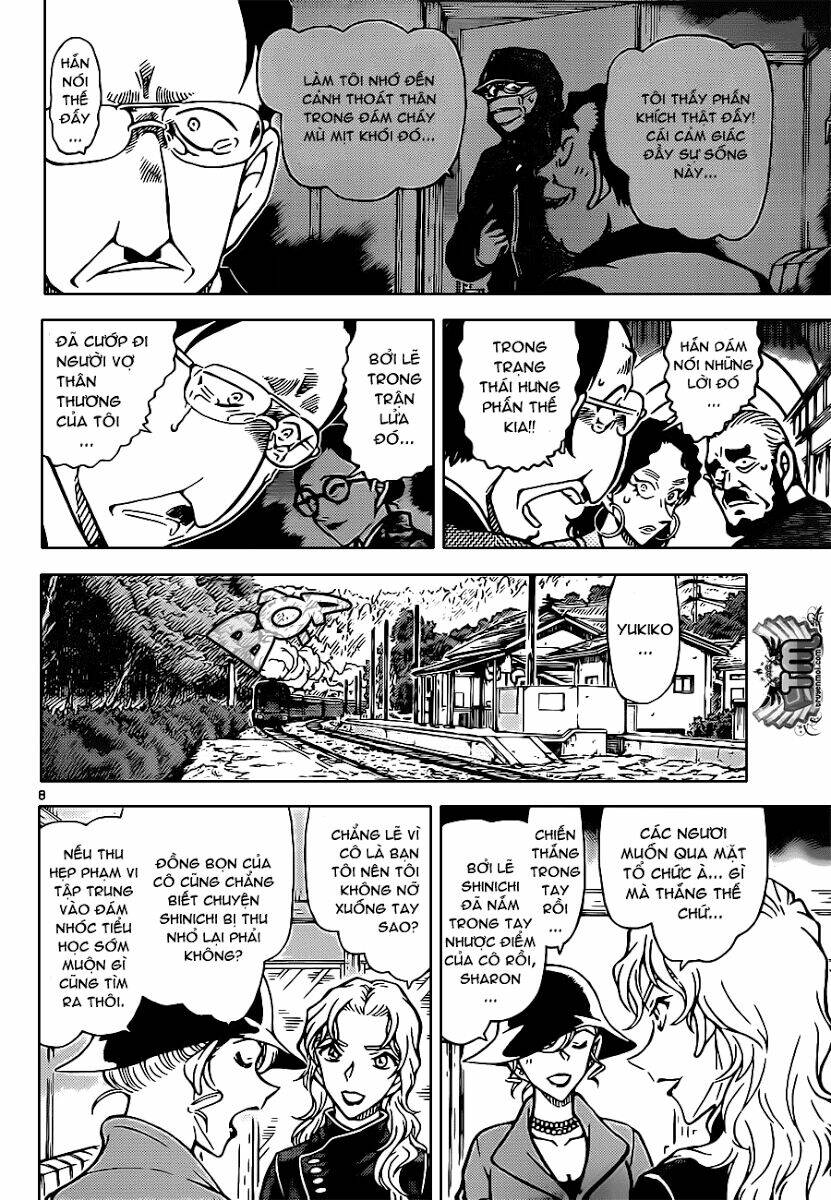 TÔI THẤY PHẤN
KHÍCH THẬT ĐẤY!
CÁI CẢM GIÁC
ĐẦY SỰ SỐNG
NÀY...
LÀM TÔI NHỚ ĐẾN
CẢNH THOÁT THÂN
TRONG ĐÁM CHÁY
MÙ MỊT KHÓI ĐÓ...
HẮN
NÓI THẾ
ĐẤY
...
HẮN DÁM
NÓI NHỮNG
LỜI ĐÓ
...
TRONG
TRẠNG
THÁI HƯNG
PHẤN THẾ
KIA!!
BỞI LẼ
TRONG
TRẬN
LỬA
ĐÓ...
ĐÃ CƯỚP ĐI
NGƯỜI VỢ
THÂN
THƯƠNG
CỦA TÔI
...
YUKIKO
...
TM
truyenmoi.com
8
CÁC NGƯƠI
MUỐN QUA MẶT
TỔ CHỨC À... GÌ
MÀ THẮNG THẾ
CHỨ...
CHIẾN
THẮNG
TRONG
TAY
RỒI
...
BỞI LẼ
SHINICHI
ĐÃ NẮM
TRONG TAY
NHƯỢC ĐIỂM
CỦA CÔ RỒI,
SHARON
...
CHẲNG LẼ VÌ
CÔ LÀ BẠN
TÔI NÊN TÔI
KHÔNG NỠ
XUỐNG TAY
SAO?
ĐỒNG BỌN CỦA
CÔ CŨNG CHẲNG
BIẾT CHUYỆN
SHINICHI BỊ THU
NHỎ LẠI PHẢI
KHÔNG?
NẾU THU
HẸP PHẠM VI
TẬP TRUNG
VÀO ĐÁM
NHÓC TIỂU
HỌC SỚM
MUỘN GÌ
CŨNG TÌM
RA THÔI.